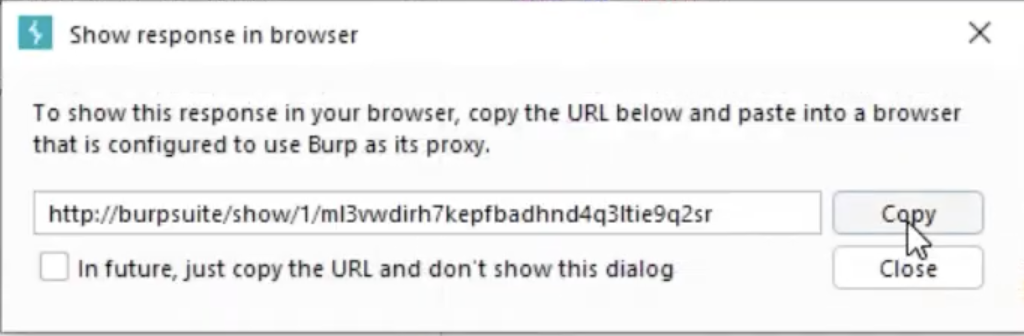 Show response in browser
To show this response in your browser, copy the URL below and paste into a browser
that is configured to use Burp as its proxy.
http://burpsuite/show/1/ml3vwdirh7kepfbadhnd4q3ltie9q2sr
Copy
In future, just copy the URL and don't show this dialog
Close